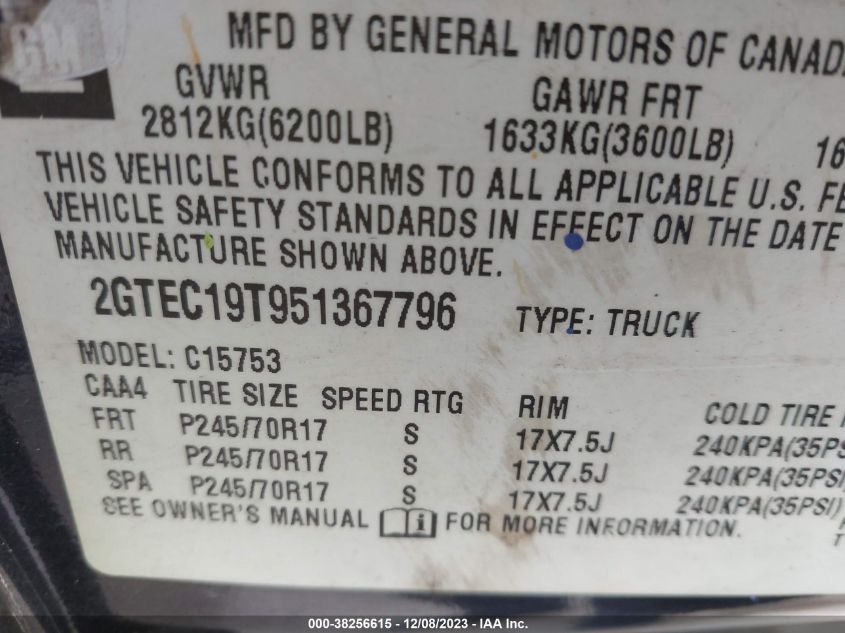 GM
MFD BY GENERAL MOTORS OF CANADA
GVWR GAWR FRT
2812KG(6200LB) 1633KG(3600LB) 16
THIS VEHICLE CONFORMS TO ALL APPLICABLE U.S. FE
VEHICLE SAFETY STANDARDS IN EFFECT ON THE DATE
MANUFACTURE SHOWN ABOVE.
2GTEC19T951367796 TYPE: TRUCK
MODEL: C15753
CAA4 TIRE SIZE SPEED RTG RIM COLD TIRE
FRT P245/70R17 S 17X7.5J 240KPA(35PS
RR P245/70R17 S 17X7.5J 240KPA(35PSI
SPA P245/70R17 S 17X7.5J 240KPA(35PSI)
SEE OWNER'S MANUAL i FOR MORE INFORMATION.
000-38256615 - 12/08/2023 - IAA Inc.